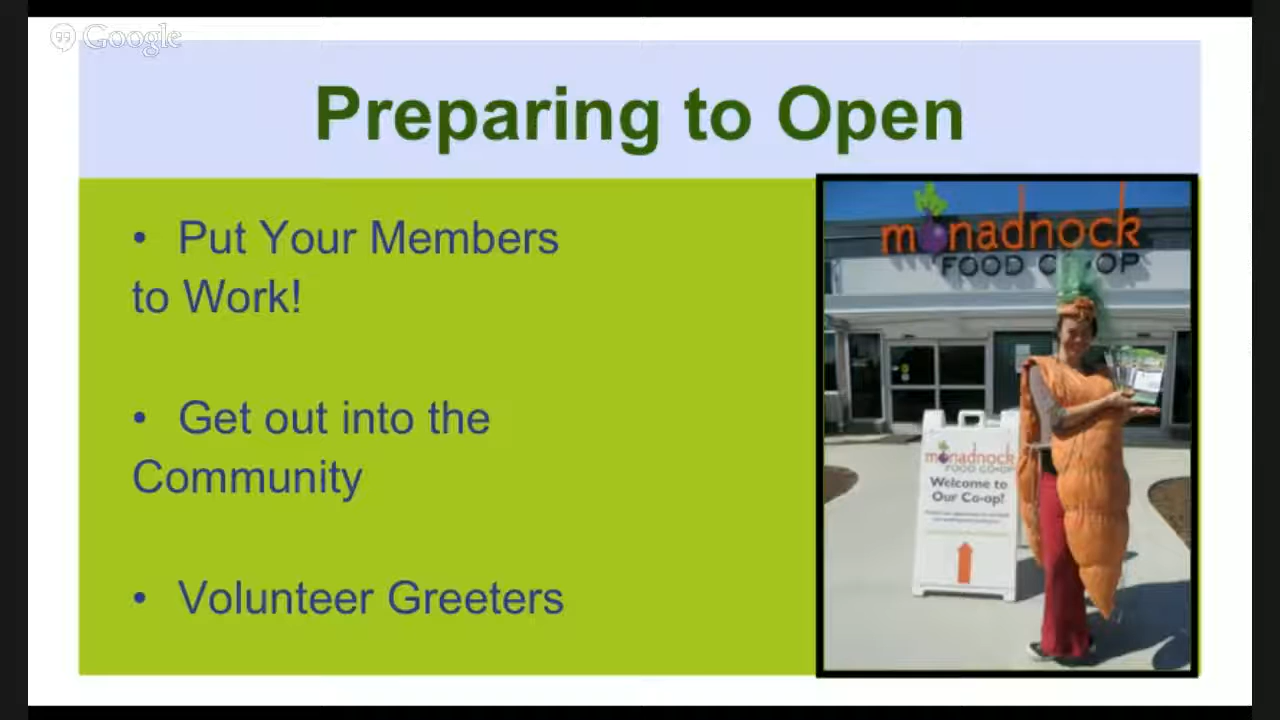 Google
Preparing to Open
• Put Your Members
to Work!
• Get out into the
Community
• Volunteer Greeters
monadnock
FOOD CO-OP
monadnock
FOOD CO-OP
Welcome to
Our Co-op!